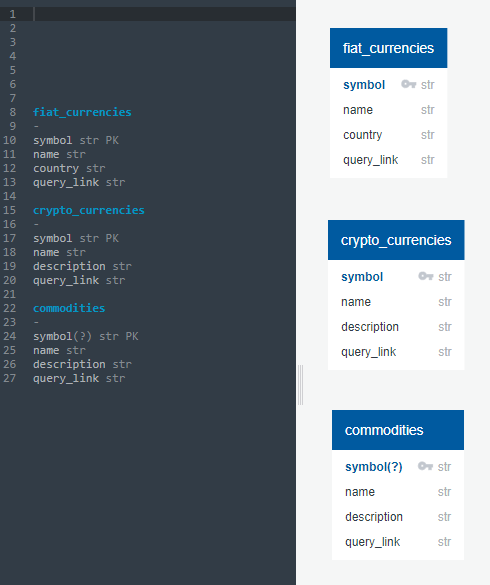 1
2
3
4
5
6
7
8 fiat_currencies
9 -
10 symbol str PK
11 name str
12 country str
13 query_link str
14
15 crypto_currencies
16 -
17 symbol str PK
18 name str
19 description str
20 query_link str
21
22 commodities
23 -
24 symbol(?) str PK
25 name str
26 description str
27 query_link str
fiat_currencies
symbol str
name str
country str
query_link str
crypto_currencies
symbol str
name str
description str
query_link str
commodities
symbol(?) str
name str
description str
query_link str